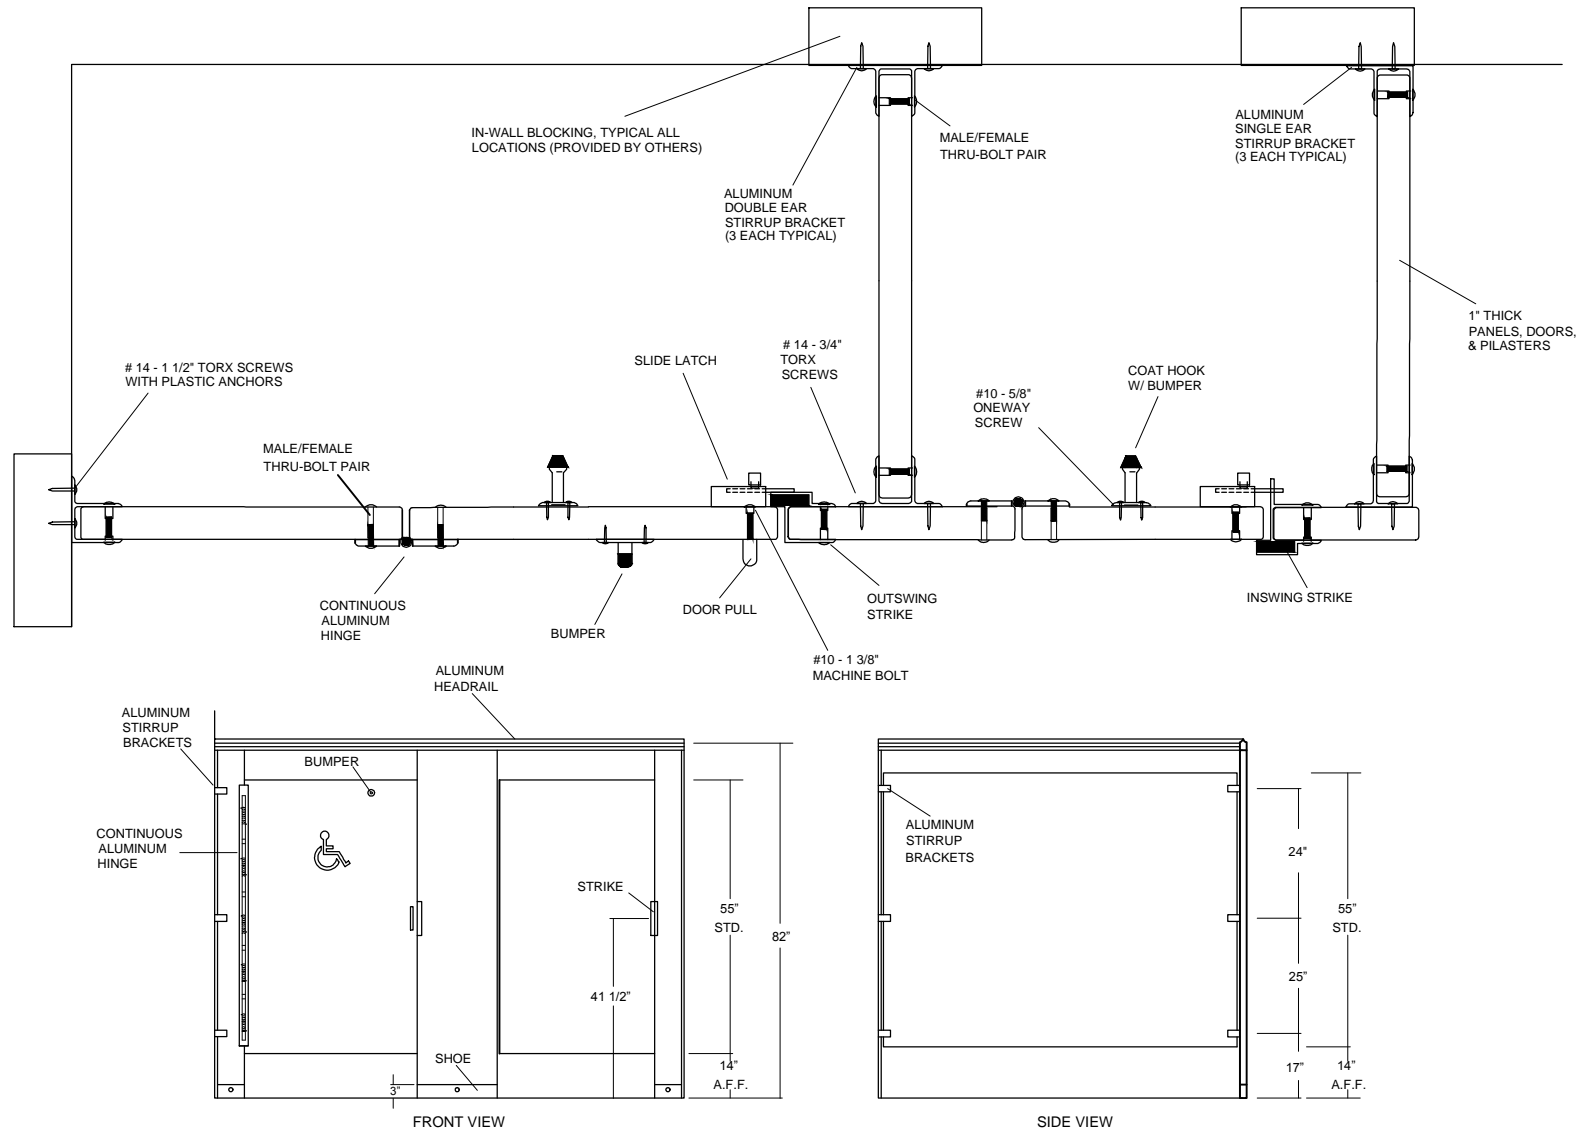 IN-WALL BLOCKING, TYPICAL ALL
LOCATIONS (PROVIDED BY OTHERS)
MALE/FEMALE
THRU-BOLT PAIR
ALUMINUM
SINGLE EAR
STIRRUP BRACKET
(3 EACH TYPICAL)
ALUMINUM
DOUBLE EAR
STIRRUP BRACKET
(3 EACH TYPICAL)
1" THICK
PANELS, DOORS,
& PILASTERS
# 14 - 1 1/2" TORX SCREWS
WITH PLASTIC ANCHORS
SLIDE LATCH
# 14 - 3/4"
TORX
SCREWS
#10 - 5/8"
ONEWAY
SCREW
COAT HOOK
W/ BUMPER
MALE/FEMALE
THRU-BOLT PAIR
CONTINUOUS
ALUMINUM
HINGE
BUMPER
DOOR PULL
OUTSWING
STRIKE
INSWING STRIKE
#10 - 1 3/8"
MACHINE BOLT
ALUMINUM
HEADRAIL
ALUMINUM
STIRRUP
BRACKETS
BUMPER
CONTINUOUS
ALUMINUM
HINGE
STRIKE
41 1/2”
55”
STD.
82”
14”
A.F.F.
SHOE
3”
FRONT VIEW
ALUMINUM
STIRRUP
BRACKETS
24"
25”
17”
55”
STD.
14”
A.F.F.
SIDE VIEW